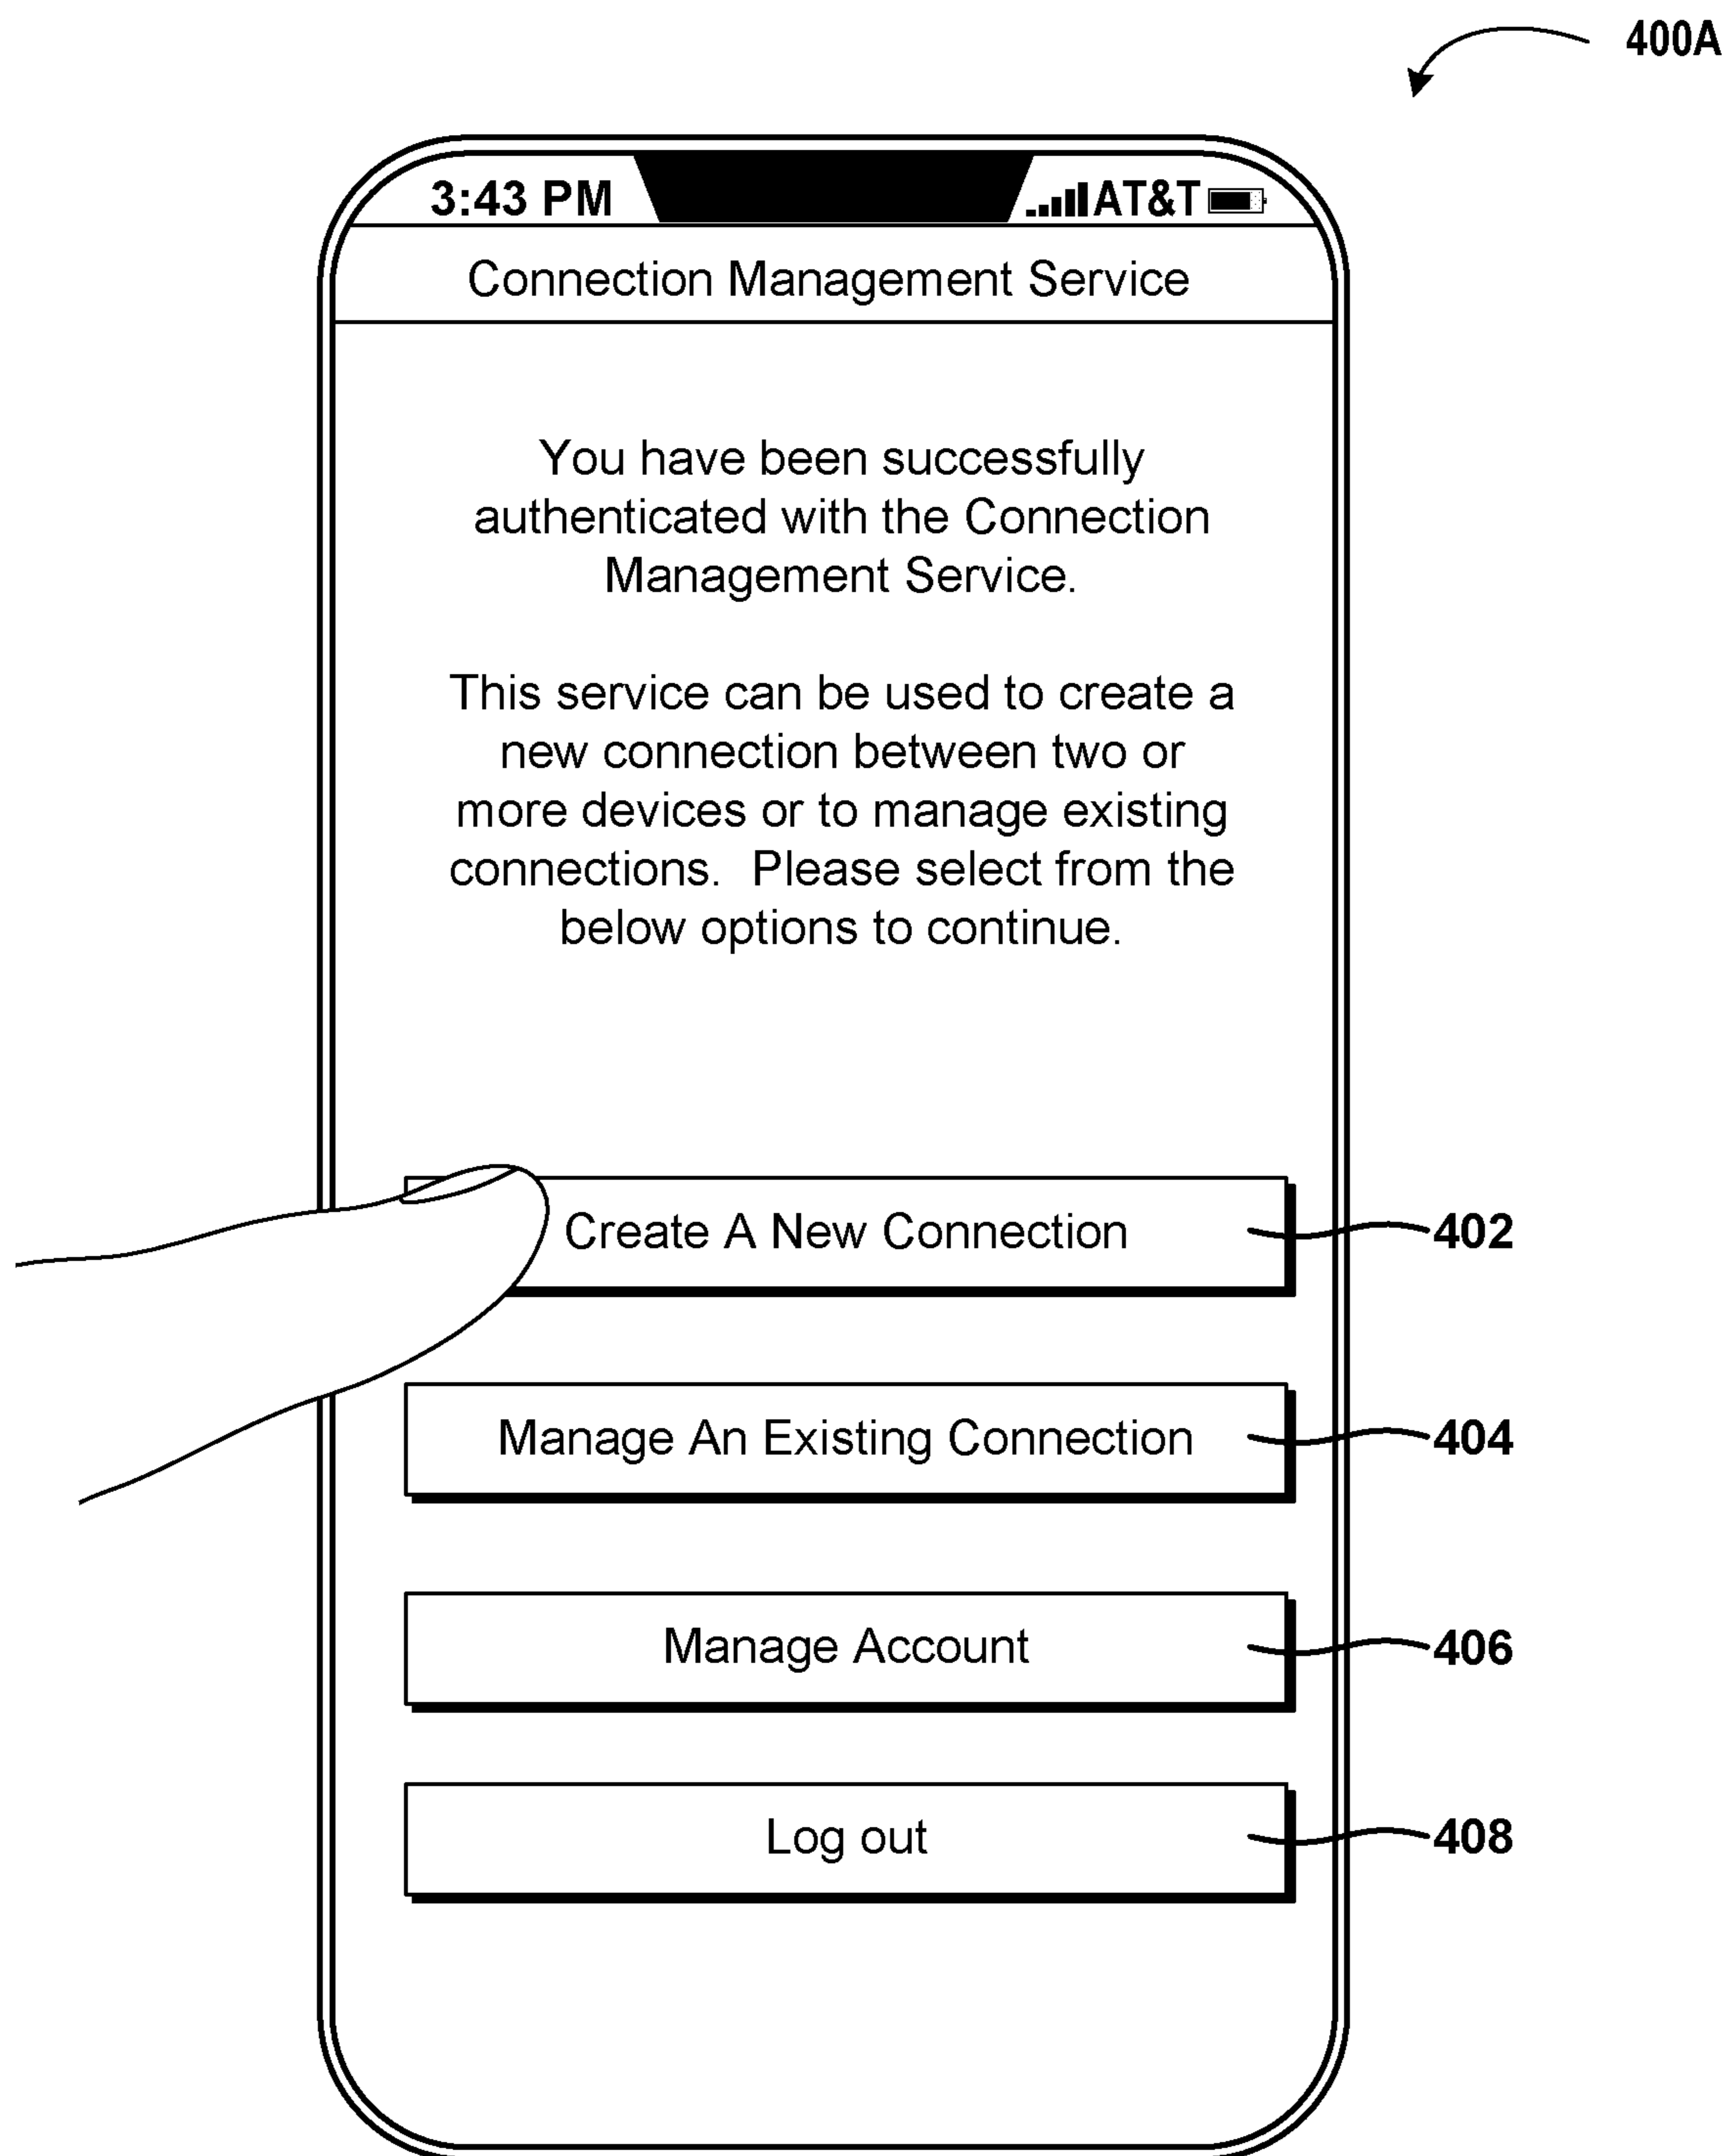 400A
3:43 PM AT&T
Connection Management Service
You have been successfully
authenticated with the Connection
Management Service.
This service can be used to create a
new connection between two or
more devices or to manage existing
connections.  Please select from the
below options to continue.
Create A New Connection 402
Manage An Existing Connection 404
Manage Account 406
Log out 408